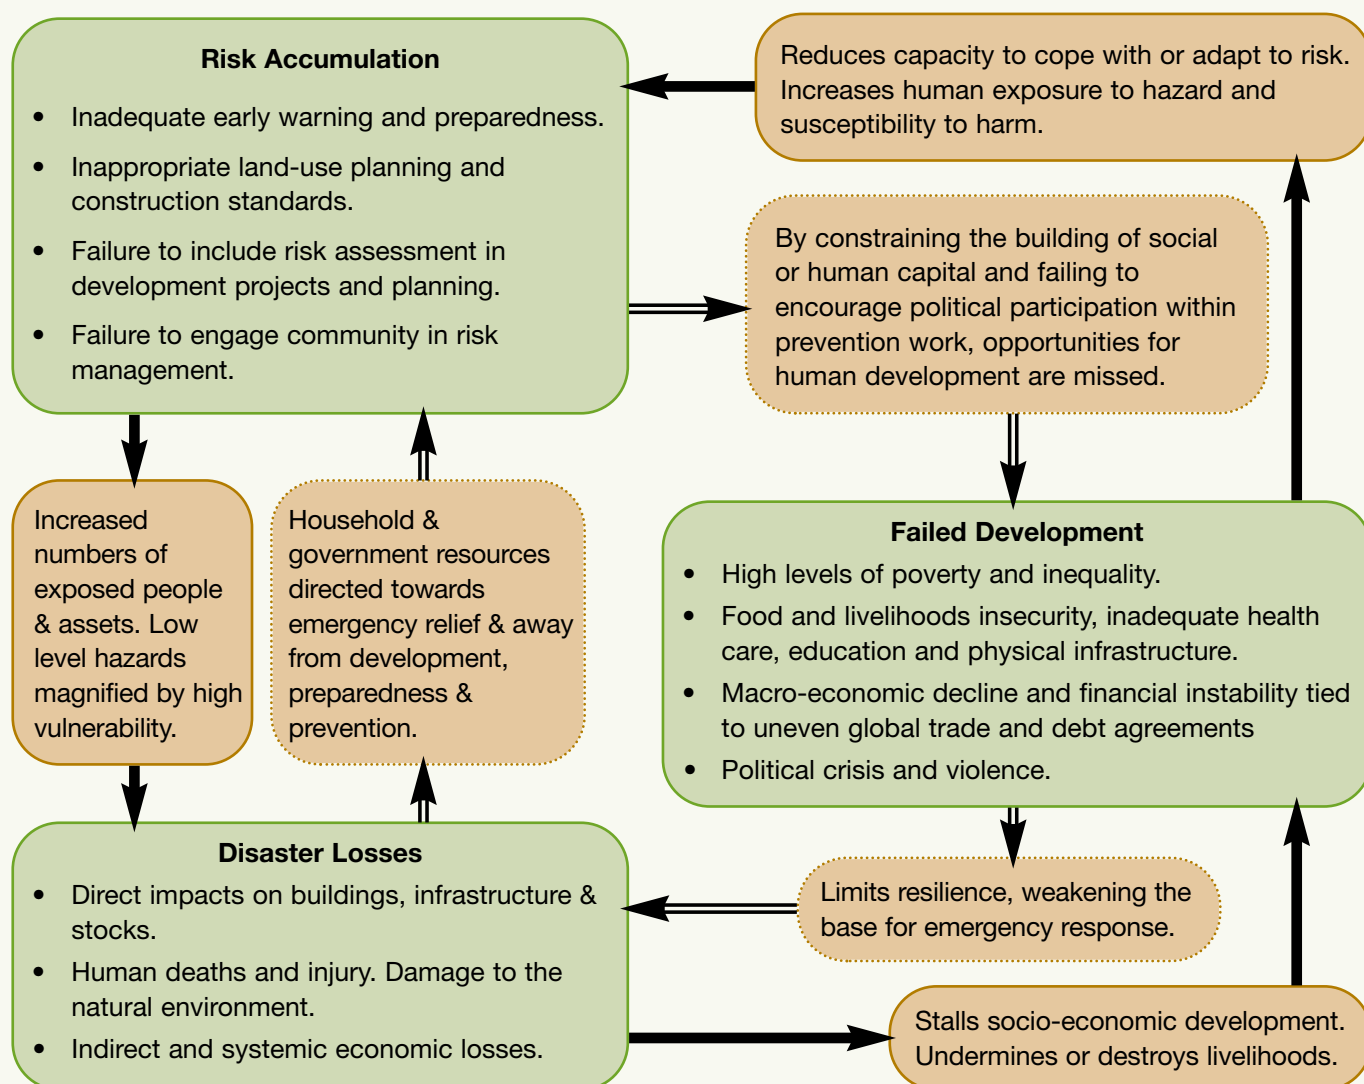 Risk Accumulation
• Inadequate early warning and preparedness.
• Inappropriate land-use planning and
construction standards.
• Failure to include risk assessment in
development projects and planning.
• Failure to engage community in risk
management.
Reduces capacity to cope with or adapt to risk.
Increases human exposure to hazard and
susceptibility to harm.
By constraining the building of social
or human capital and failing to
encourage political participation within
prevention work, opportunities for
human development are missed.
Increased
numbers of
exposed people
& assets. Low
level hazards
magnified by high
vulnerability.
Household &
government resources
directed towards
emergency relief & away
from development,
preparedness &
prevention.
Failed Development
• High levels of poverty and inequality.
• Food and livelihoods insecurity, inadequate health
care, education and physical infrastructure.
• Macro-economic decline and financial instability tied
to uneven global trade and debt agreements
• Political crisis and violence.
Disaster Losses
• Direct impacts on buildings, infrastructure &
stocks.
• Human deaths and injury. Damage to the
natural environment.
• Indirect and systemic economic losses.
Limits resilience, weakening the
base for emergency response.
Stalls socio-economic development.
Undermines or destroys livelihoods.